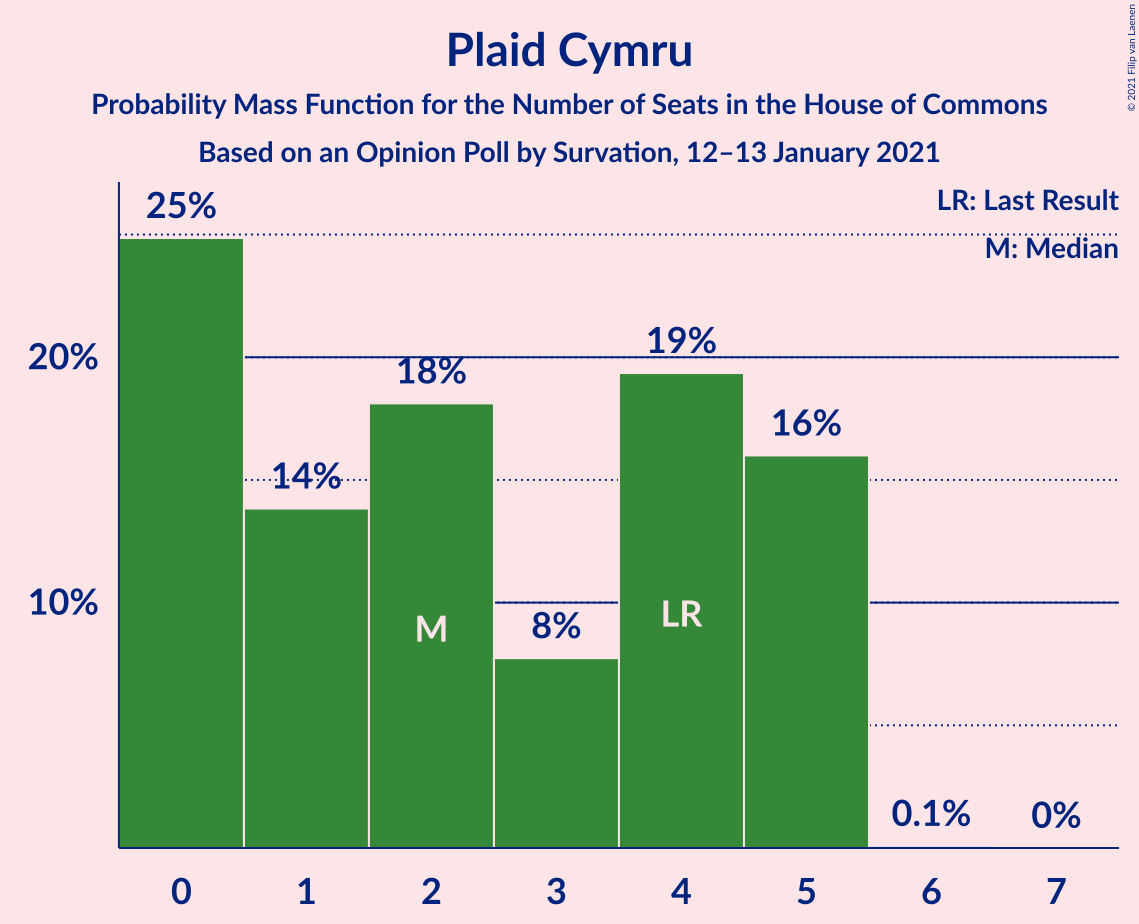 Plaid Cymru
Probability Mass Function for the Number of Seats in the House of Commons
Based on an Opinion Poll by Survation, 12–13 January 2021
© 2021 Filip van Laenen
LR: Last Result
M: Median
25%
20%
19%
18%
16%
14%
10%
8%
M
LR
0.1%
0%
0 1 2 3 4 5 6 7